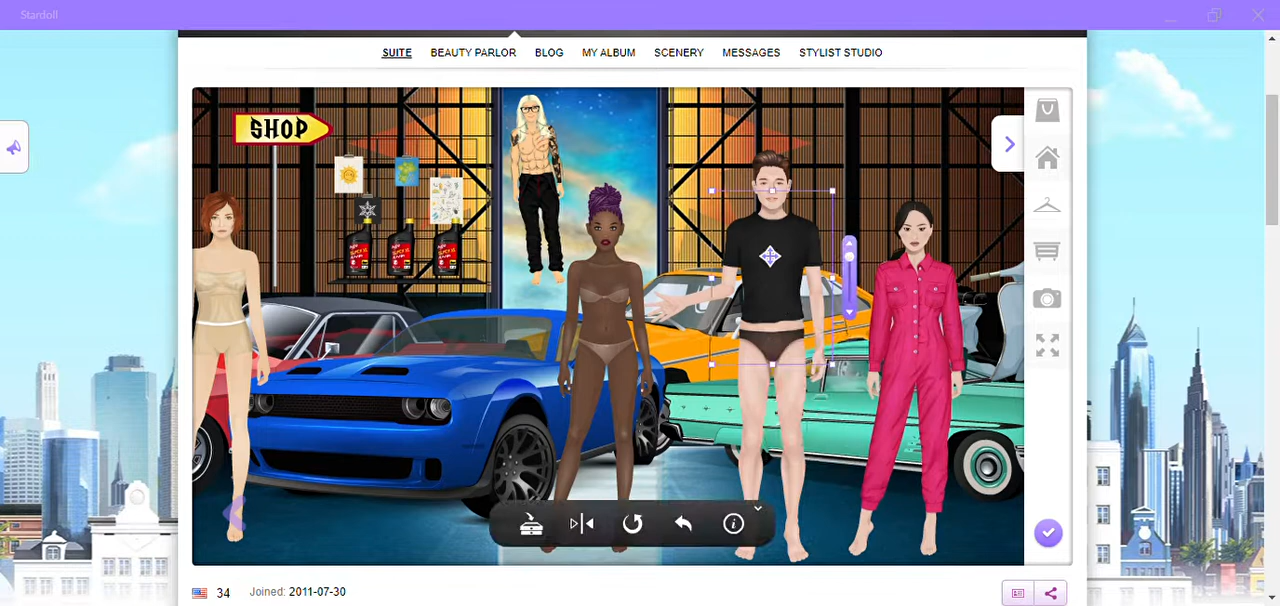 Stardoll
SUITE BEAUTY PARLOR BLOG MY ALBUM SCENERY MESSAGES STYLIST STUDIO
SHOP
34 Joined: 2011-07-30